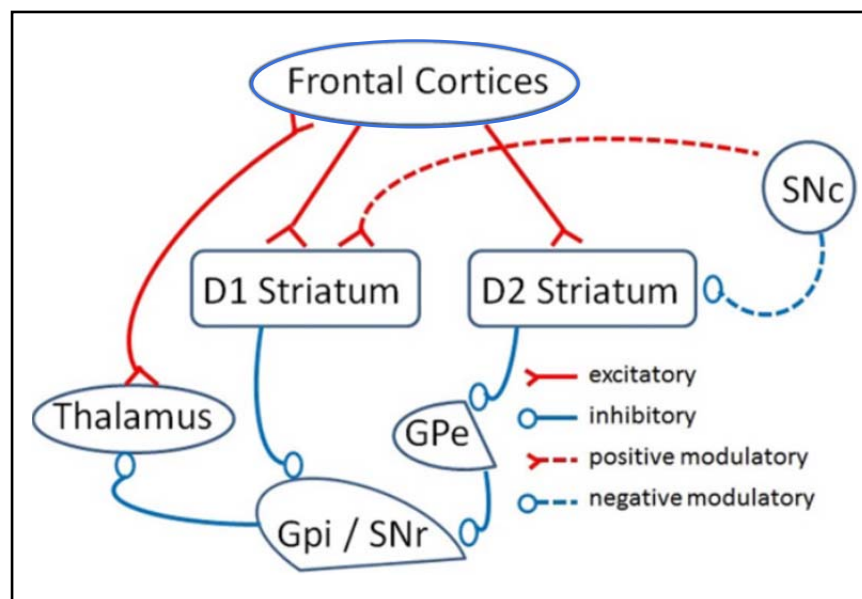 Frontal Cortices
SNc
D1 Striatum
D2 Striatum
Thalamus
GPe
Gpi / SNr
excitatory
inhibitory
positive modulatory
negative modulatory